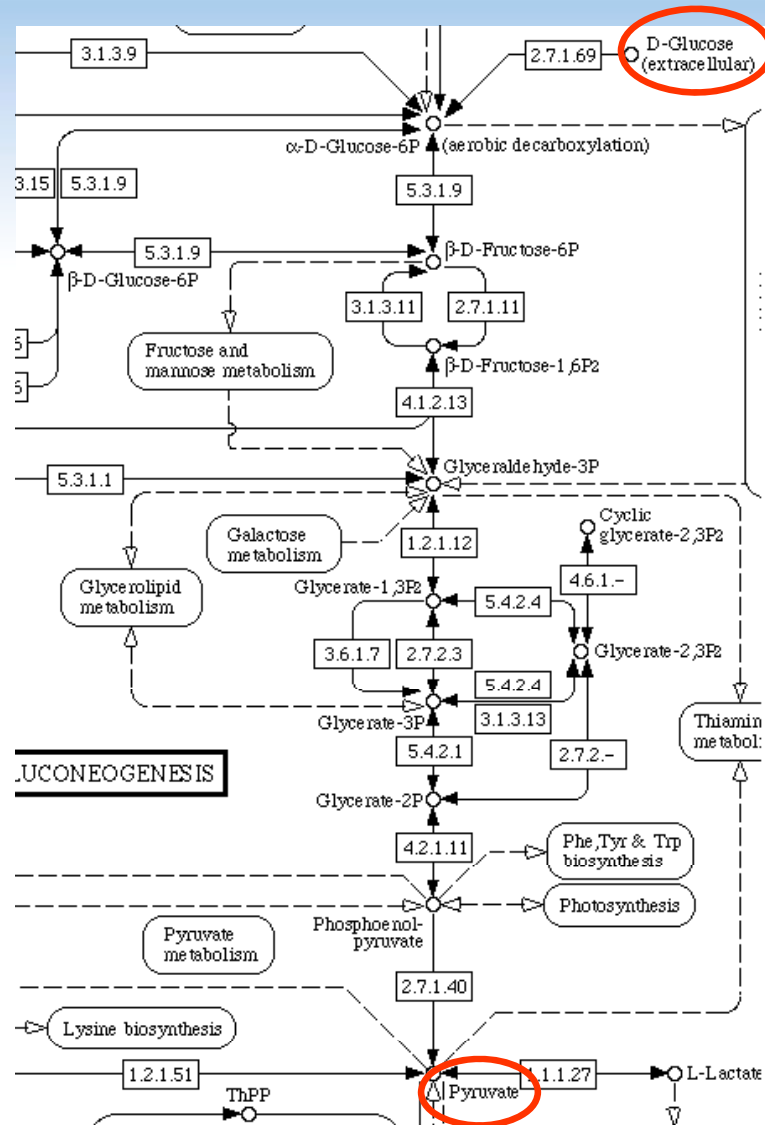 D-Glucose
(extracellular)
3.1.3.9
2.7.1.69
α-D-Glucose-6P
(aerobic decarboxylation)
3.15
5.3.1.9
5.3.1.9
5.3.1.9
β-D-Fructose-6P
β-D-Glucose-6P
3.1.3.11
2.7.1.11
6
Fructose and
mannose metabolism
β-D-Fructose-1,6P2
6
4.1.2.13
Glyceraldehyde-3P
5.3.1.1
Galactose
metabolism
Cyclic
glycerate-2,3P2
1.2.1.12
Glycerolipid
metabolism
4.6.1.-
Glycerate-1,3P2
5.4.2.4
3.6.1.7
2.7.2.3
Glycerate-2,3P2
5.4.2.4
3.1.3.13
Glycerate-3P
Thiamin
metabol
5.4.2.1
2.7.2.-
LUCONEOGENESIS
Glycerate-2P
4.2.1.11
Phe,Tyr & Trp
biosynthesis
Photosynthesis
Phosphoenol-
pyruvate
Pyruvate
metabolism
2.7.1.40
Lysine biosynthesis
1.2.1.51
1.1.1.27
L-Lactate
Pyruvate
ThPP